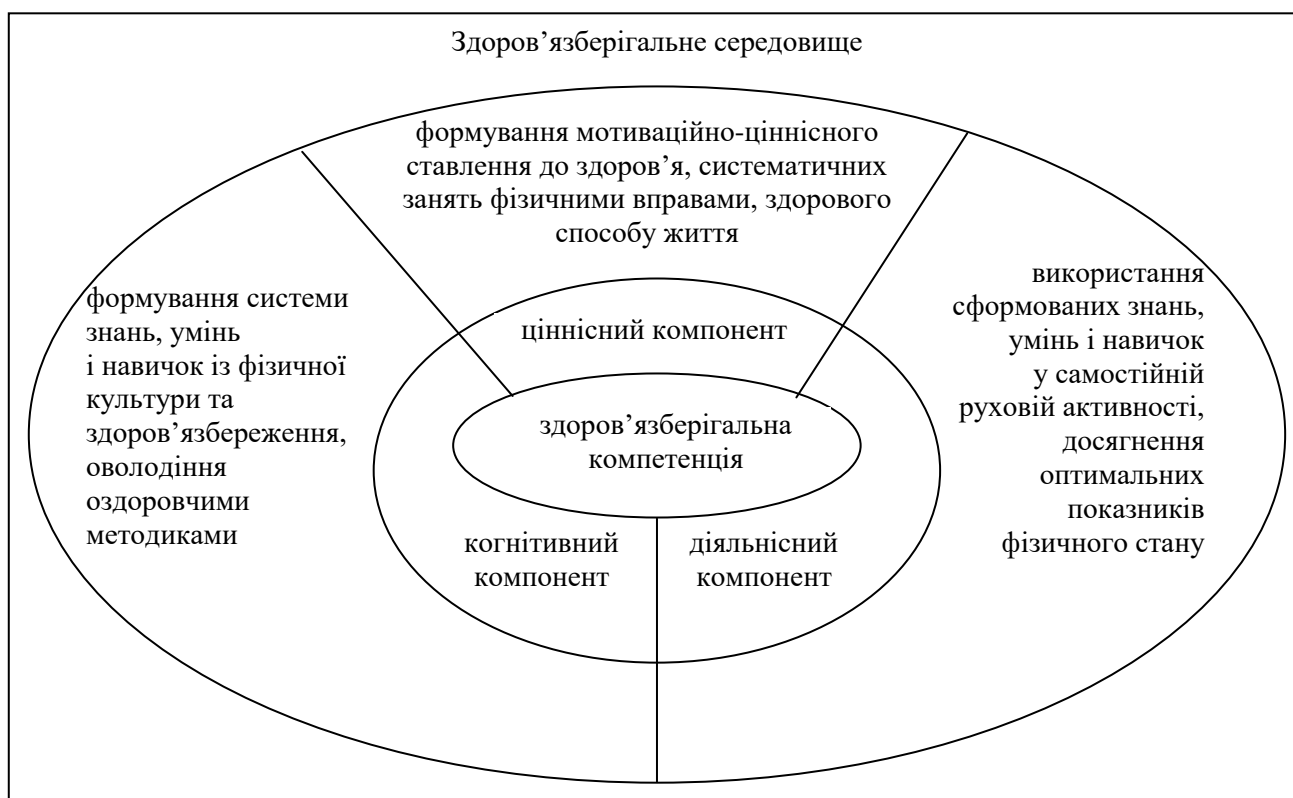 Здоров’язберігальне середовище
формування мотиваційно-ціннісного
ставлення до здоров’я, систематичних
занять фізичними вправами, здорового
способу життя
формування системи
знань, умінь
і навичок із фізичної
культури та
здоров’язбереження,
оволодіння
оздоровчими
методиками
ціннісний компонент
здоров’язберігальна
компетенція
когнітивний
компонент
діяльнісний
компонент
використання
сформованих знань,
умінь і навичок
у самостійній
руховій активності,
досягнення
оптимальних
показників
фізичного стану